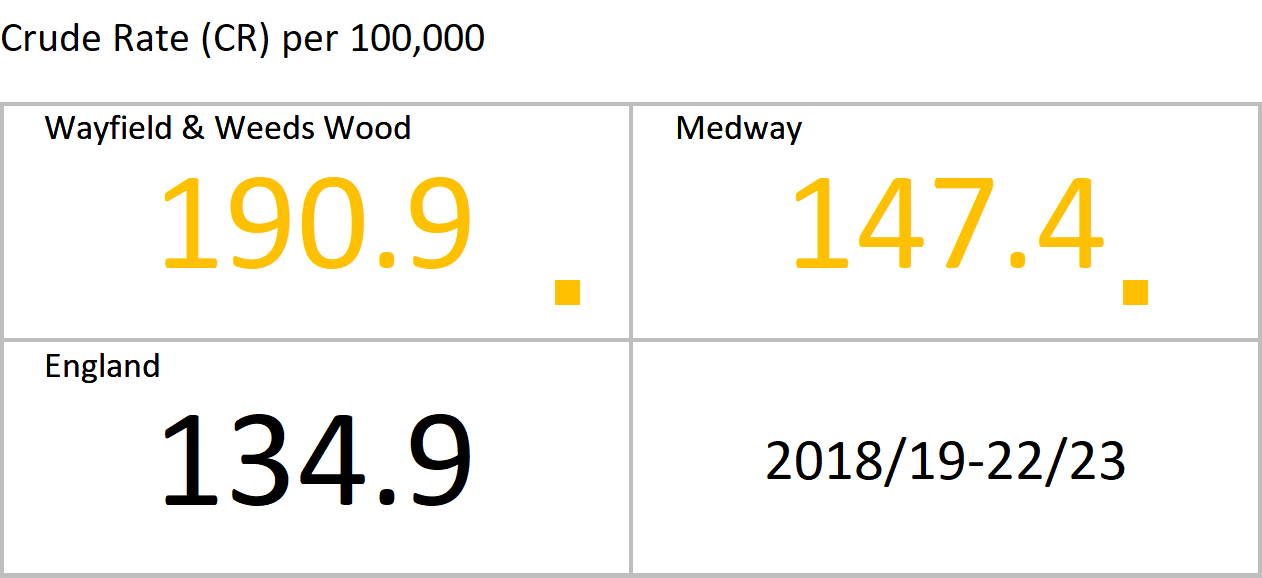 Crude Rate (CR) per 100,000
Wayfield & Weeds Wood
190.9
Medway
147.4
England
134.9
2018/19-22/23